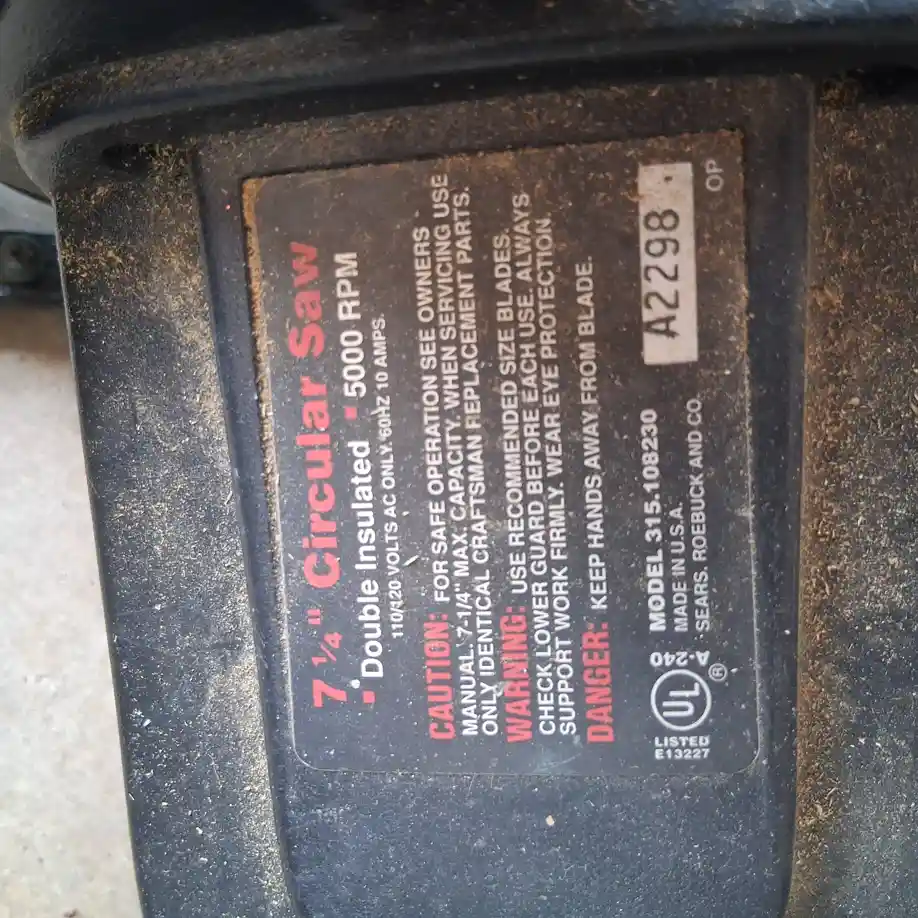 7 ¼" Circular Saw
▪ Double Insulated ▪ 5000 RPM
110/120 VOLTS AC ONLY. 60HZ 10 AMPS.
CAUTION: FOR SAFE OPERATION SEE OWNERS
MANUAL. 7-1/4" MAX. CAPACITY. WHEN SERVICING USE
ONLY IDENTICAL CRAFTSMAN REPLACEMENT PARTS.
WARNING: USE RECOMMENDED SIZE BLADES.
CHECK LOWER GUARD BEFORE EACH USE. ALWAYS
SUPPORT WORK FIRMLY. WEAR EYE PROTECTION.
DANGER: KEEP HANDS AWAY FROM BLADE.
LISTED
E13227
UL
®
A-240
MODEL 315.108230
MADE IN U.S.A.
SEARS, ROEBUCK AND CO.
A2298
OP